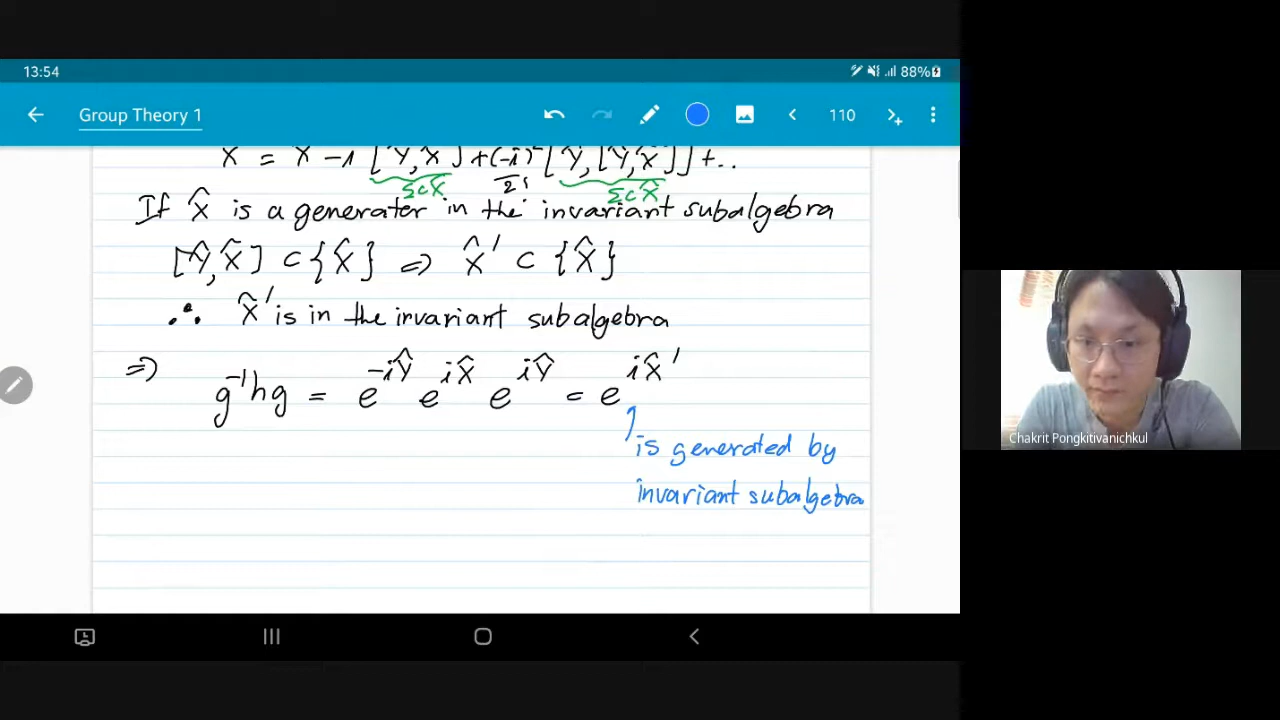 13:54
88%
Group Theory 1
110
X = X̂ -i [Ŷ, X̂] + (-i)²/2! [Ŷ, [Ŷ, X̂]] + ..
ΣcX̂ ΣcX̂
If X̂ is a generater in the invariant subalgebra
[Ŷ, X̂] ⊂ {X̂} ⇒ X̂' ⊂ {X̂}
∴ X̂' is in the invariant subalgebra
⇒ g⁻¹hg = e^{-iŶ} e^{iX̂} e^{iŶ} = e^{iX̂'}
is generated by
invariant subalgebra
Chakrit Pongkitivanichkul